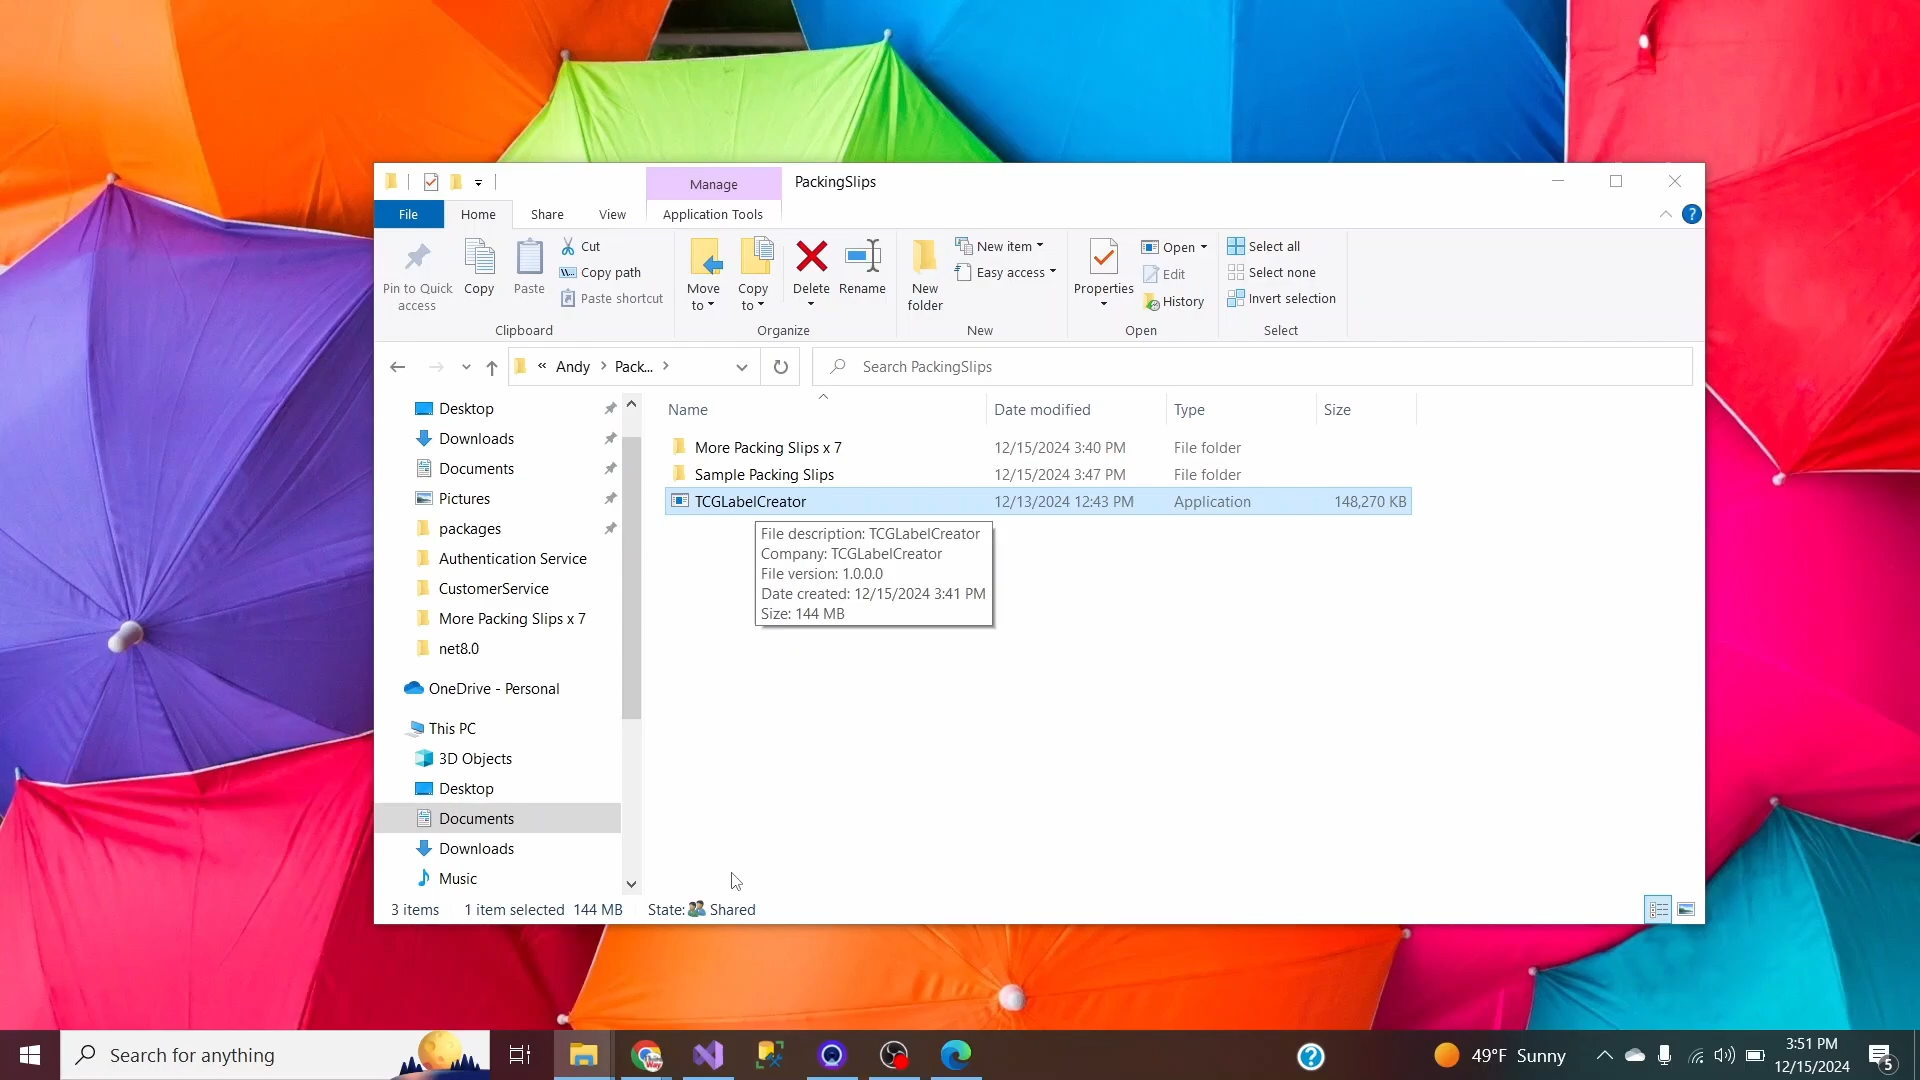 Manage
PackingSlips
File
Home
Share
View
Application Tools
Pin to Quick
access
Copy
Paste
Cut
Copy path
Paste shortcut
Clipboard
Move
to
Copy
to
Delete
Rename
Organize
New
folder
New item
Easy access
New
Properties
Open
Edit
History
Open
Select all
Select none
Invert selection
Select
« Andy > Pack... >
Search PackingSlips
Desktop
Downloads
Documents
Pictures
packages
Authentication Service
CustomerService
More Packing Slips x 7
net8.0
OneDrive - Personal
This PC
3D Objects
Desktop
Documents
Downloads
Music
Name Date modified Type Size
More Packing Slips x 7 12/15/2024 3:40 PM File folder
Sample Packing Slips 12/15/2024 3:47 PM File folder
TCGLabelCreator 12/13/2024 12:43 PM Application 148,270 KB
File description: TCGLabelCreator
Company: TCGLabelCreator
File version: 1.0.0.0
Date created: 12/15/2024 3:41 PM
Size: 144 MB
3 items 1 item selected 144 MB State: Shared
Search for anything
49°F Sunny
3:51 PM
12/15/2024
5